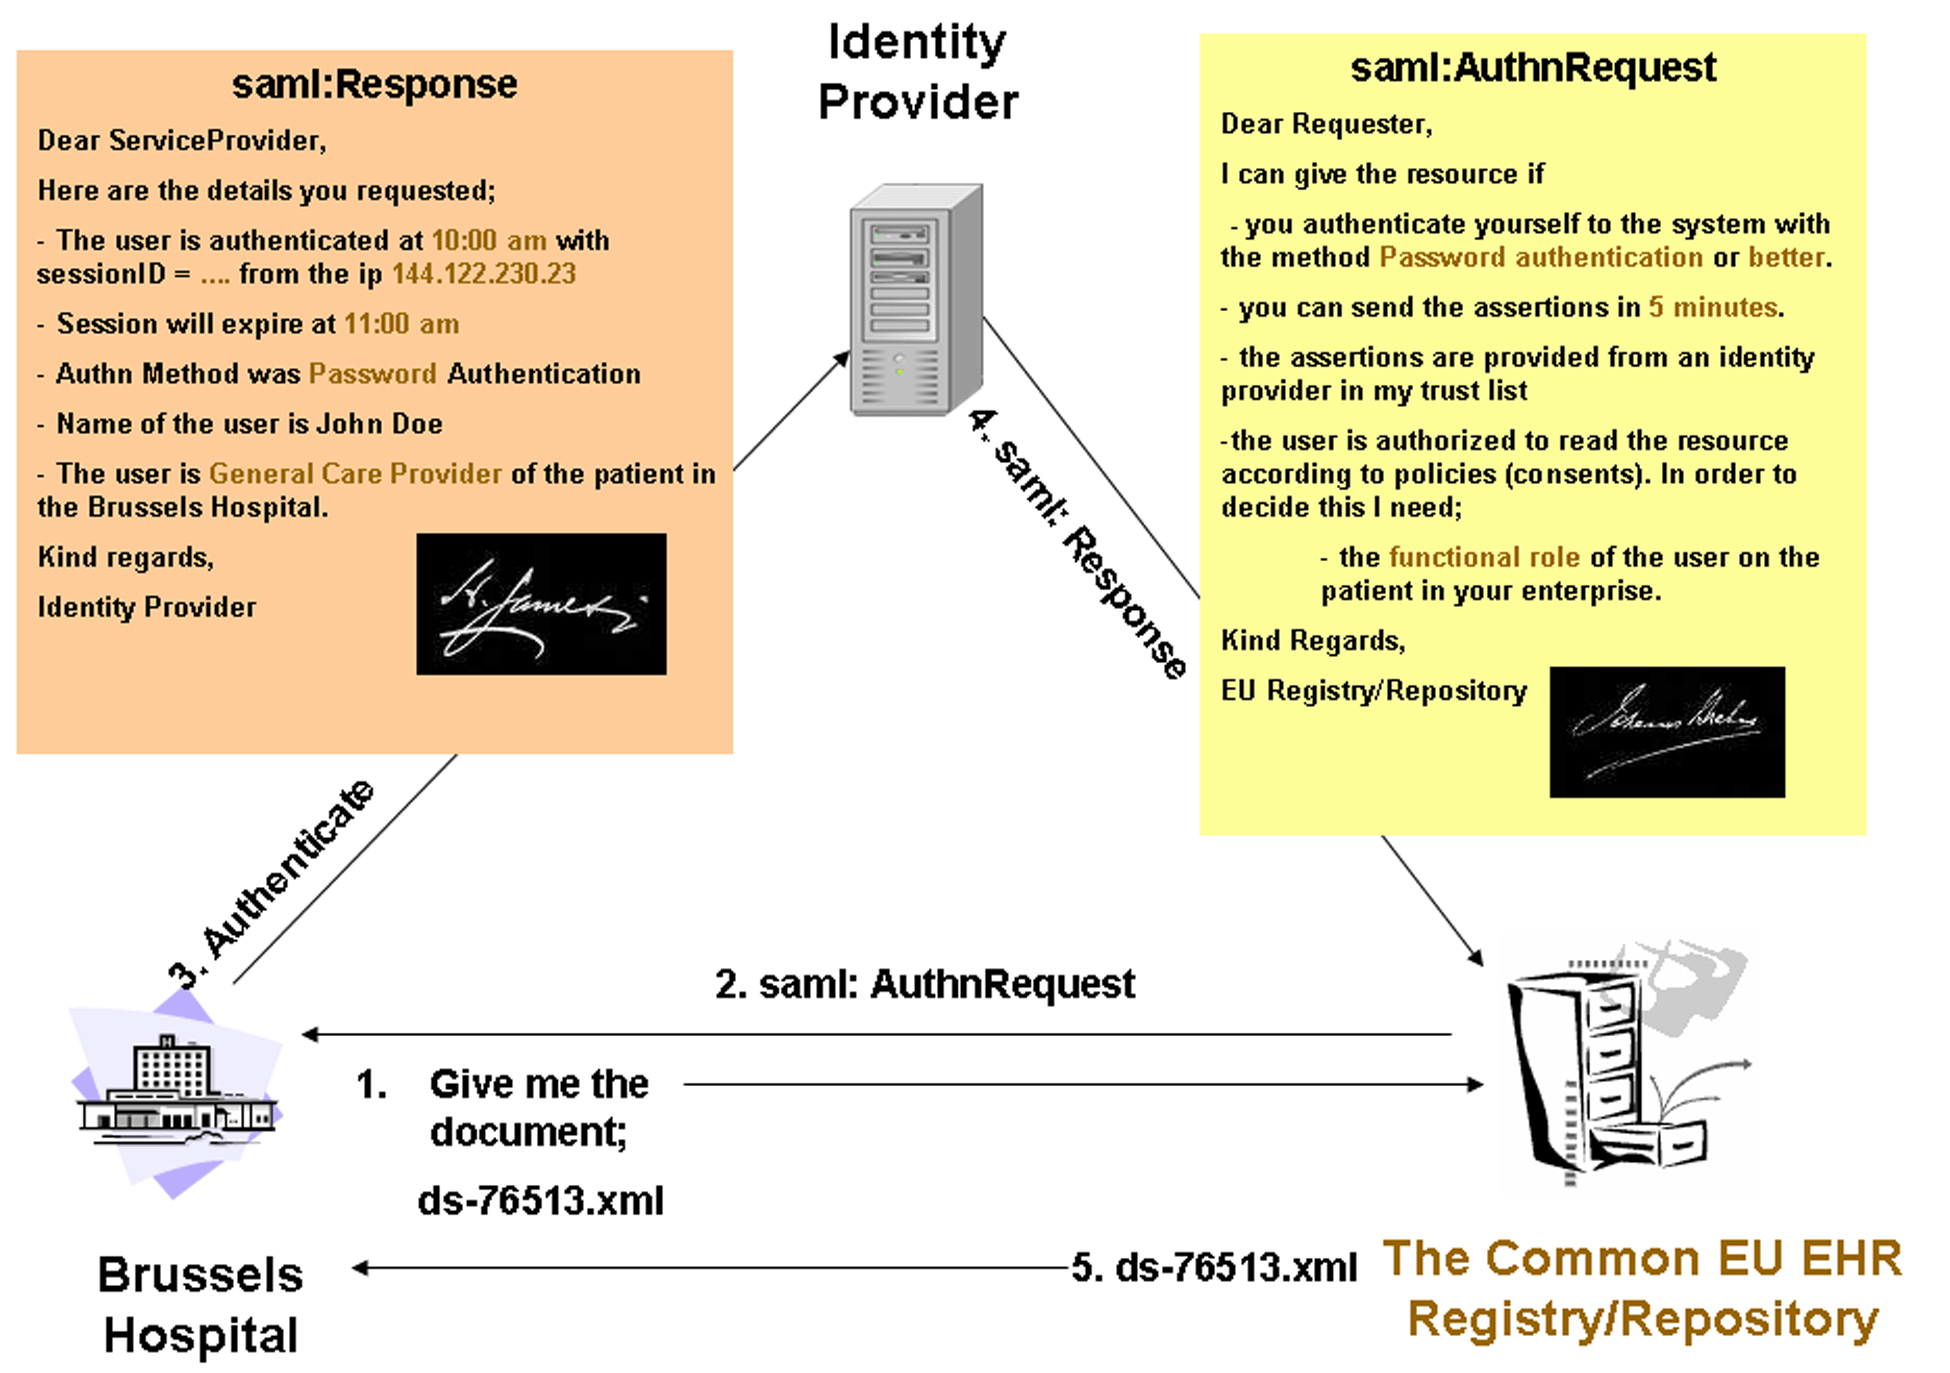 Identity
Provider
saml:Response
Dear ServiceProvider,
Here are the details you requested;
- The user is authenticated at 10:00 am with
sessionID = .... from the ip 144.122.230.23
- Session will expire at 11:00 am
- Authn Method was Password Authentication
- Name of the user is John Doe
- The user is General Care Provider of the patient in
the Brussels Hospital.
Kind regards,
Identity Provider
saml:AuthnRequest
Dear Requester,
I can give the resource if
- you authenticate yourself to the system with
the method Password authentication or better.
- you can send the assertions in 5 minutes.
- the assertions are provided from an identity
provider in my trust list
-the user is authorized to read the resource
according to policies (consents). In order to
decide this I need;
- the functional role of the user on the
patient in your enterprise.
Kind Regards,
EU Registry/Repository
4. saml: Response
3. Authenticate
2. saml: AuthnRequest
H
1. Give me the
document;
ds-76513.xml
5. ds-76513.xml
Brussels
Hospital
The Common EU EHR
Registry/Repository